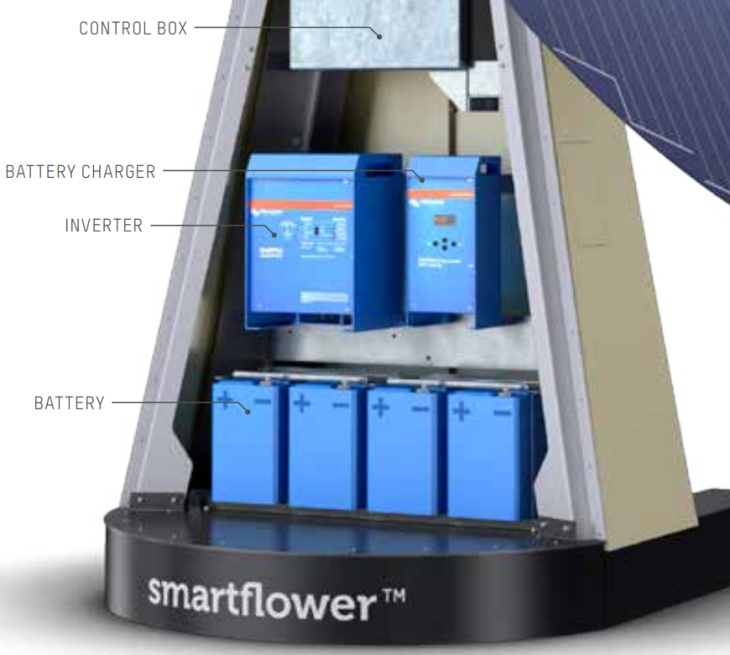 CONTROL BOX
BATTERY CHARGER
INVERTER
BATTERY
+ − + − + − + −
smartflower™